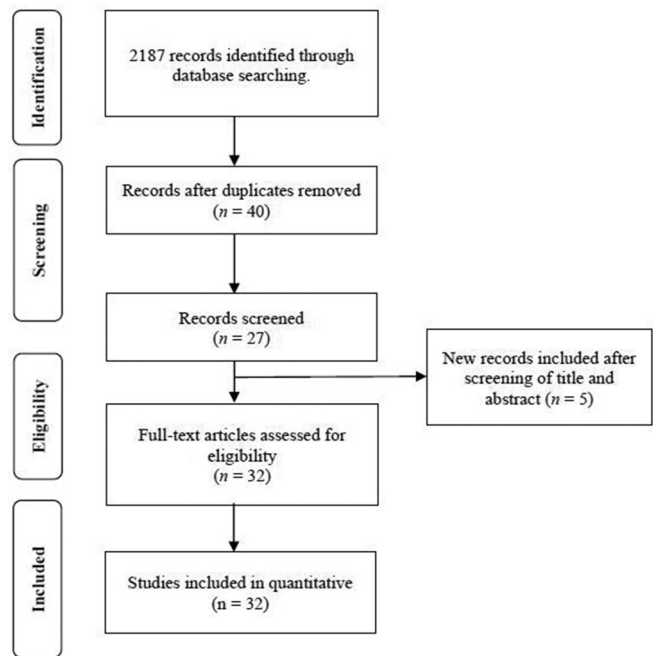 Identification
2187 records identified through
database searching.
Screening
Records after duplicates removed
(n = 40)
Records screened
(n = 27)
New records included after
screening of title and
abstract (n = 5)
Eligibility
Full-text articles assessed for
eligibility
(n = 32)
Included
Studies included in quantitative
(n = 32)